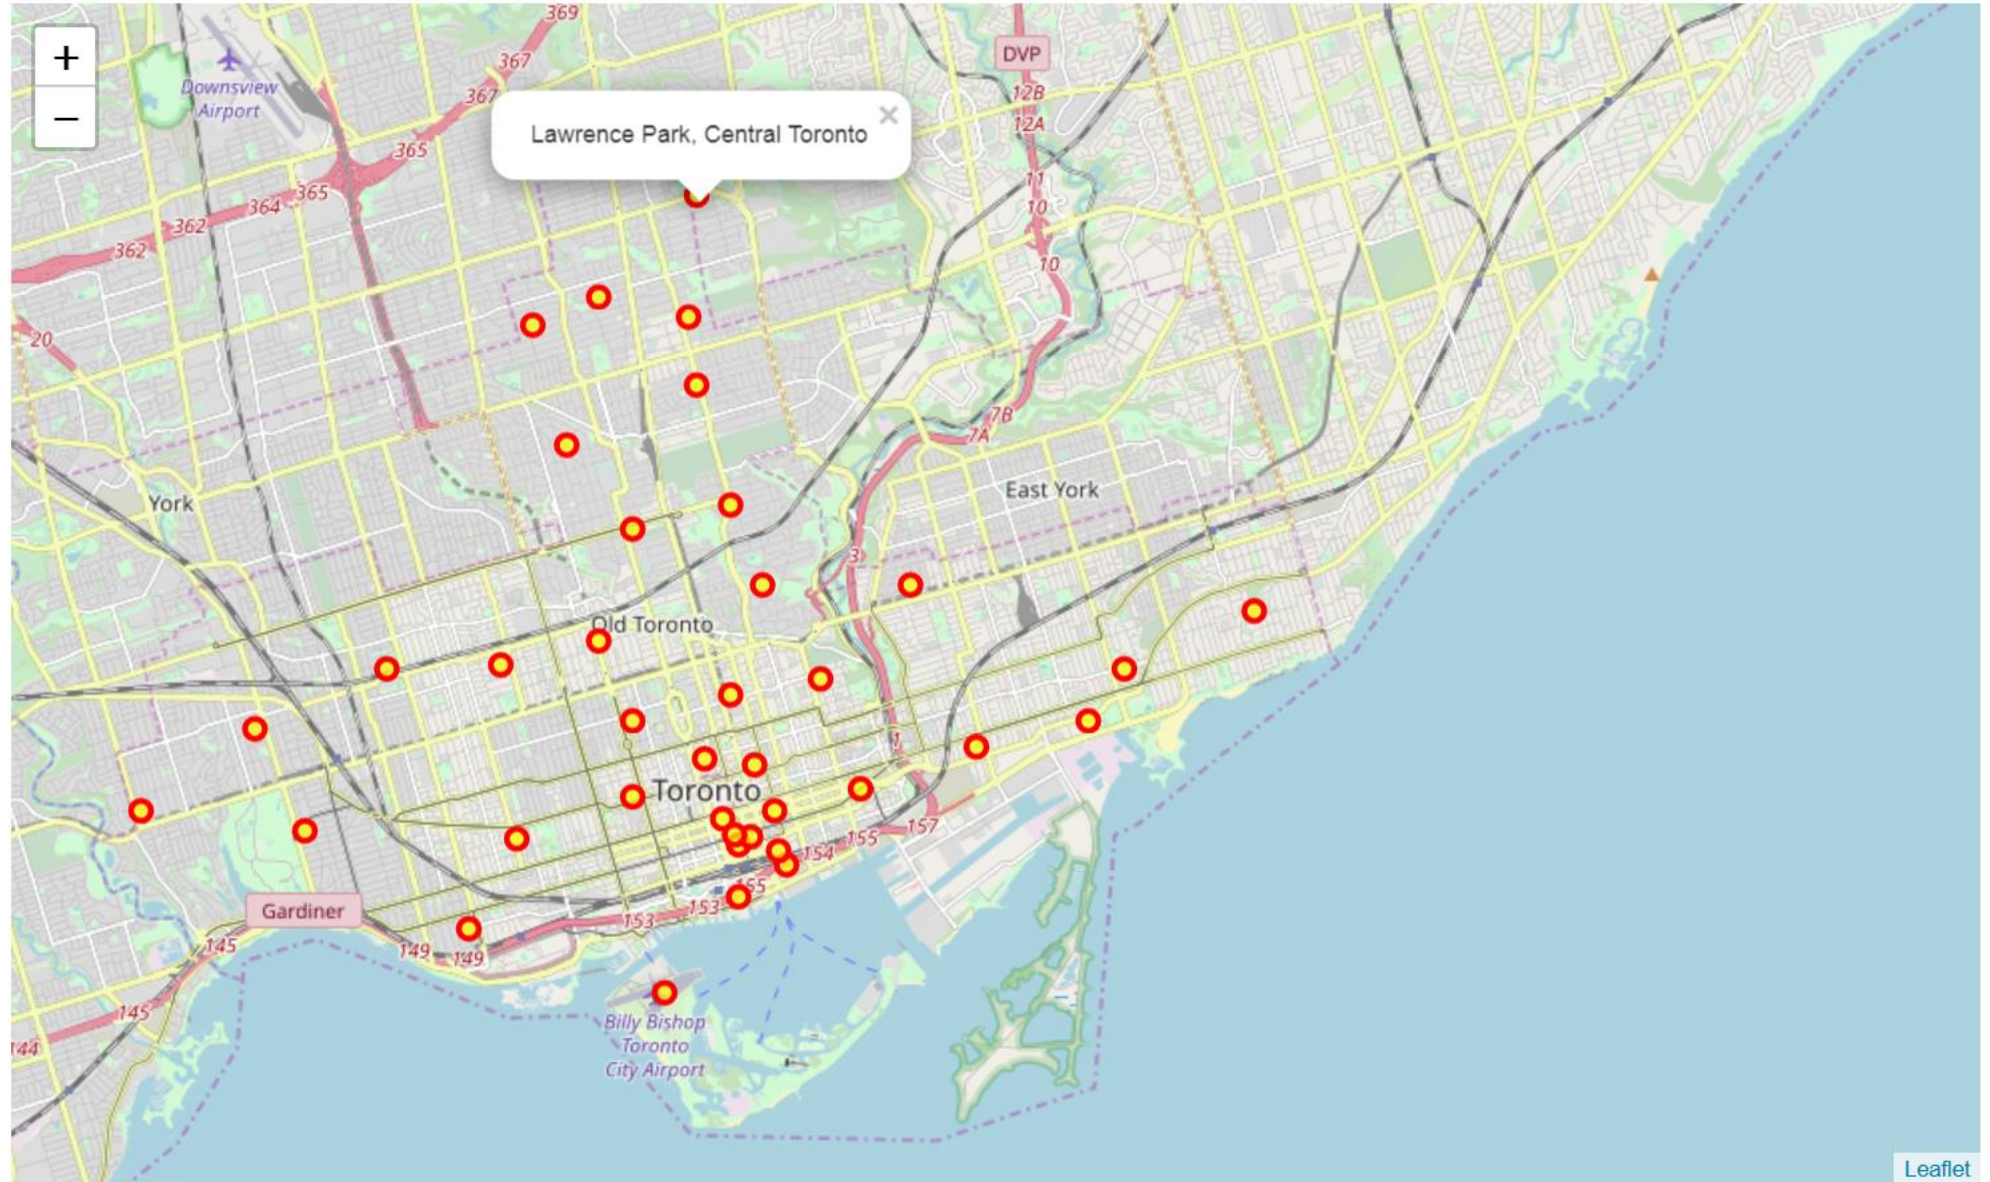 369
+
DVP
367
−
Downsview
Airport
367
12B
Lawrence Park, Central Toronto ×
12A
365
11
365
364
10
362
362
10
20
7B
7A
York
East York
3
Old Toronto
1
Toronto
157
155
154
155
153
153
Gardiner
145
149
149
145
Billy Bishop
Toronto
City Airport
144
Leaflet